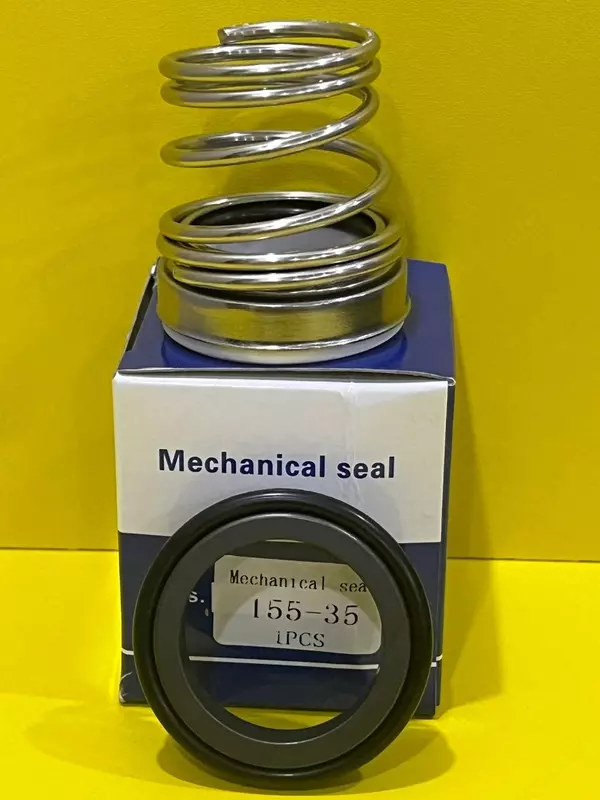 Mechanical seal
s.
Mechanical sea
155-35
1PCS